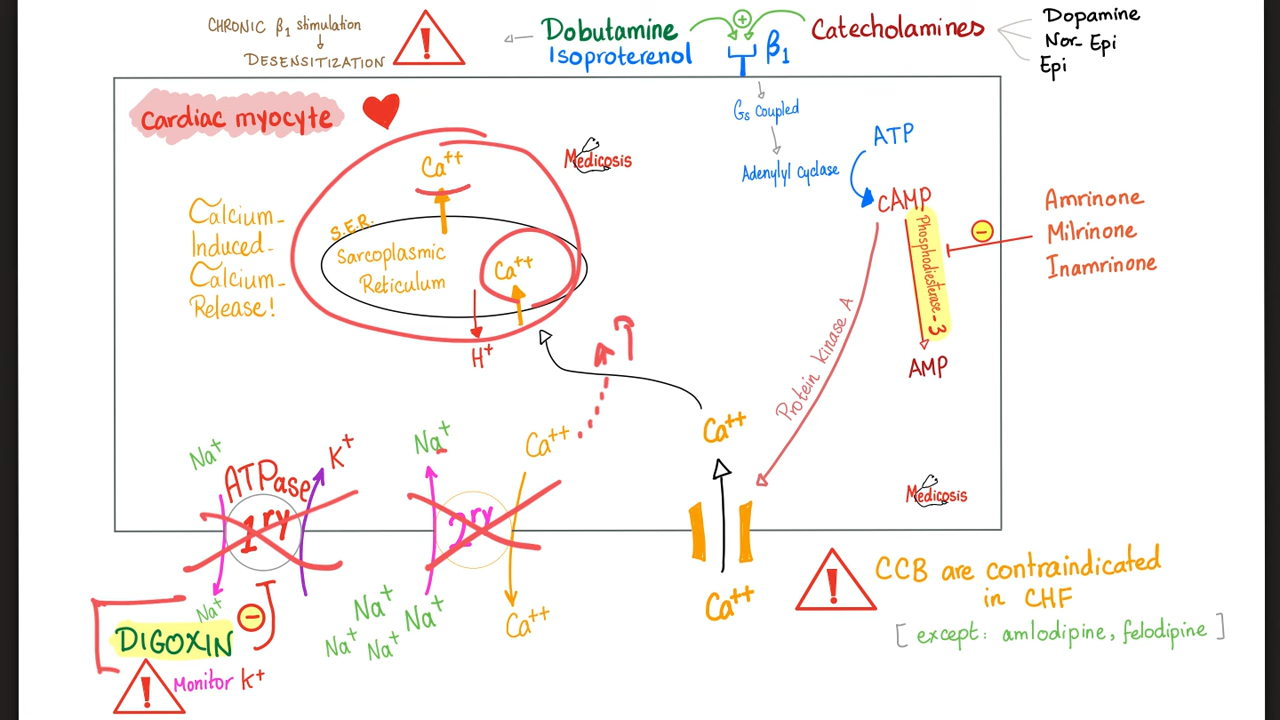 CHRONIC β1 stimulation
DESENSITIZATION
!
Dobutamine
Isoproterenol
+
β1
Catecholamines
Dopamine
Nor- Epi
Epi
Cardiac myocyte
Gs coupled
Adenylyl cyclase
ATP
cAMP
Phosphodiesterase-3
AMP
−
Amrinone
Milrinone
Inamrinone
Medicosis
Calcium-
Induced-
Calcium-
Release!
Ca++
S.E.R.
Sarcoplasmic
Reticulum
Ca++
H+
Protein Kinase A
Na+
ATPase
K+
1ry
Na+
Na+
2ry
Ca++
Na+
Na+
Na+
Na+
Ca++
Ca++
Ca++
Medicosis
DIGOXIN
−
!
Monitor K+
!
CCB are contraindicated
in CHF
[except: amlodipine, felodipine]